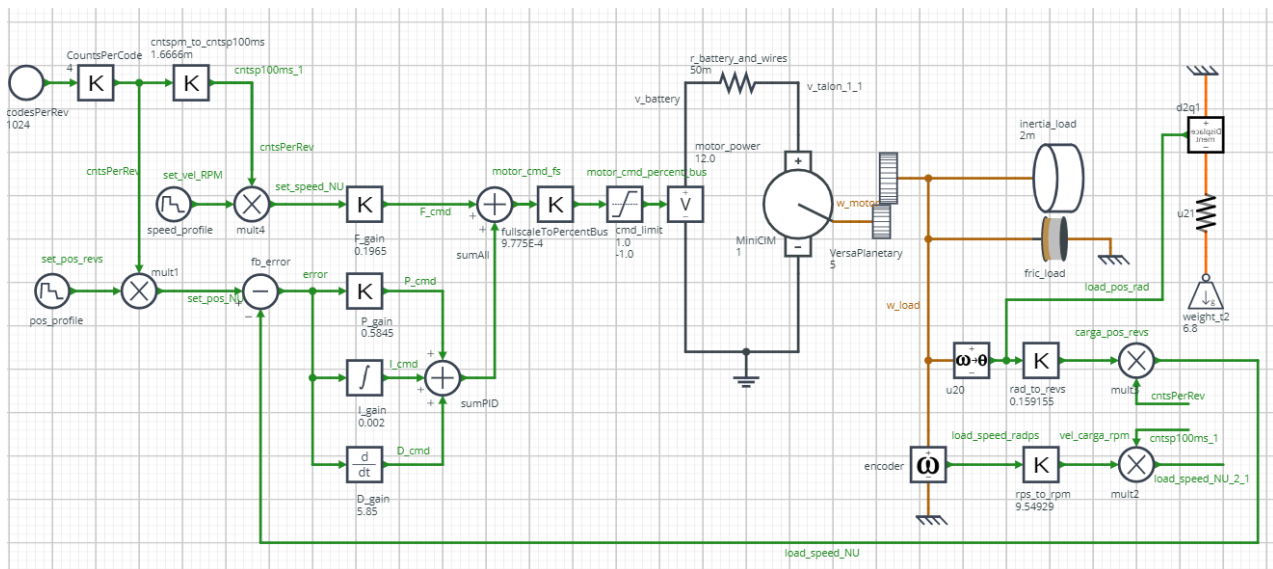 CountsPerCode
4
K
cntspm_to_cntsp100ms
1.6666m
K
cntsp100ms_1
codesPerRev
1024
cntsPerRev
cntsPerRev
set_vel_RPM
speed_profile
mult4
set_speed_NU
K
F_gain
0.1965
F_cmd
+
+
sumAll
motor_cmd_fs
K
fullscaleToPercentBus
9.775E-4
motor_cmd_percent_bus
cmd_limit
1.0
-1.0
+
V
-
r_battery_and_wires
50m
v_battery
v_talon_1_1
motor_power
12.0
+
-
MiniCIM
1
w_motor
VersaPlanetary
5
inertia_load
2m
fric_load
w_load
d2q1
+
Displace
ment
-
u21
g
weight_t2
6.8
load_pos_rad
set_pos_revs
pos_profile
mult1
set_pos_NU
fb_error
+
-
error
K
P_gain
0.5845
P_cmd
∫
I_gain
0.002
I_cmd
d
dt
D_gain
5.85
D_cmd
+
+
+
sumPID
+
ω→θ
-
u20
K
rad_to_revs
0.159155
carga_pos_revs
mult3
cntsPerRev
encoder
+
ω
-
load_speed_radps
K
rps_to_rpm
9.54929
vel_carga_rpm
cntsp100ms_1
mult2
load_speed_NU_2_1
load_speed_NU